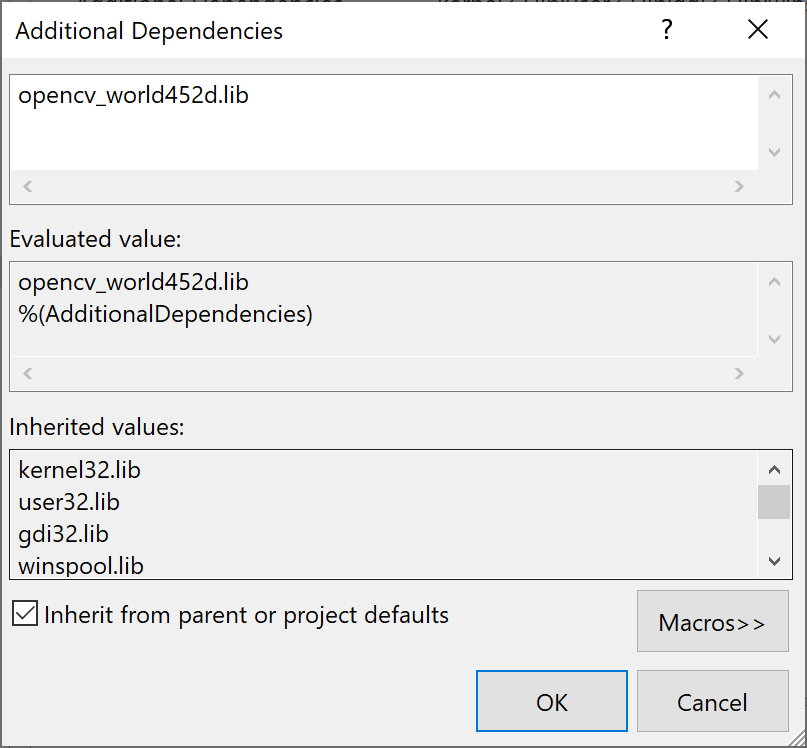 Additional Dependencies
?
opencv_world452d.lib
Evaluated value:
opencv_world452d.lib
%(AdditionalDependencies)
Inherited values:
kernel32.lib
user32.lib
gdi32.lib
winspool.lib
Inherit from parent or project defaults
Macros>>
OK
Cancel